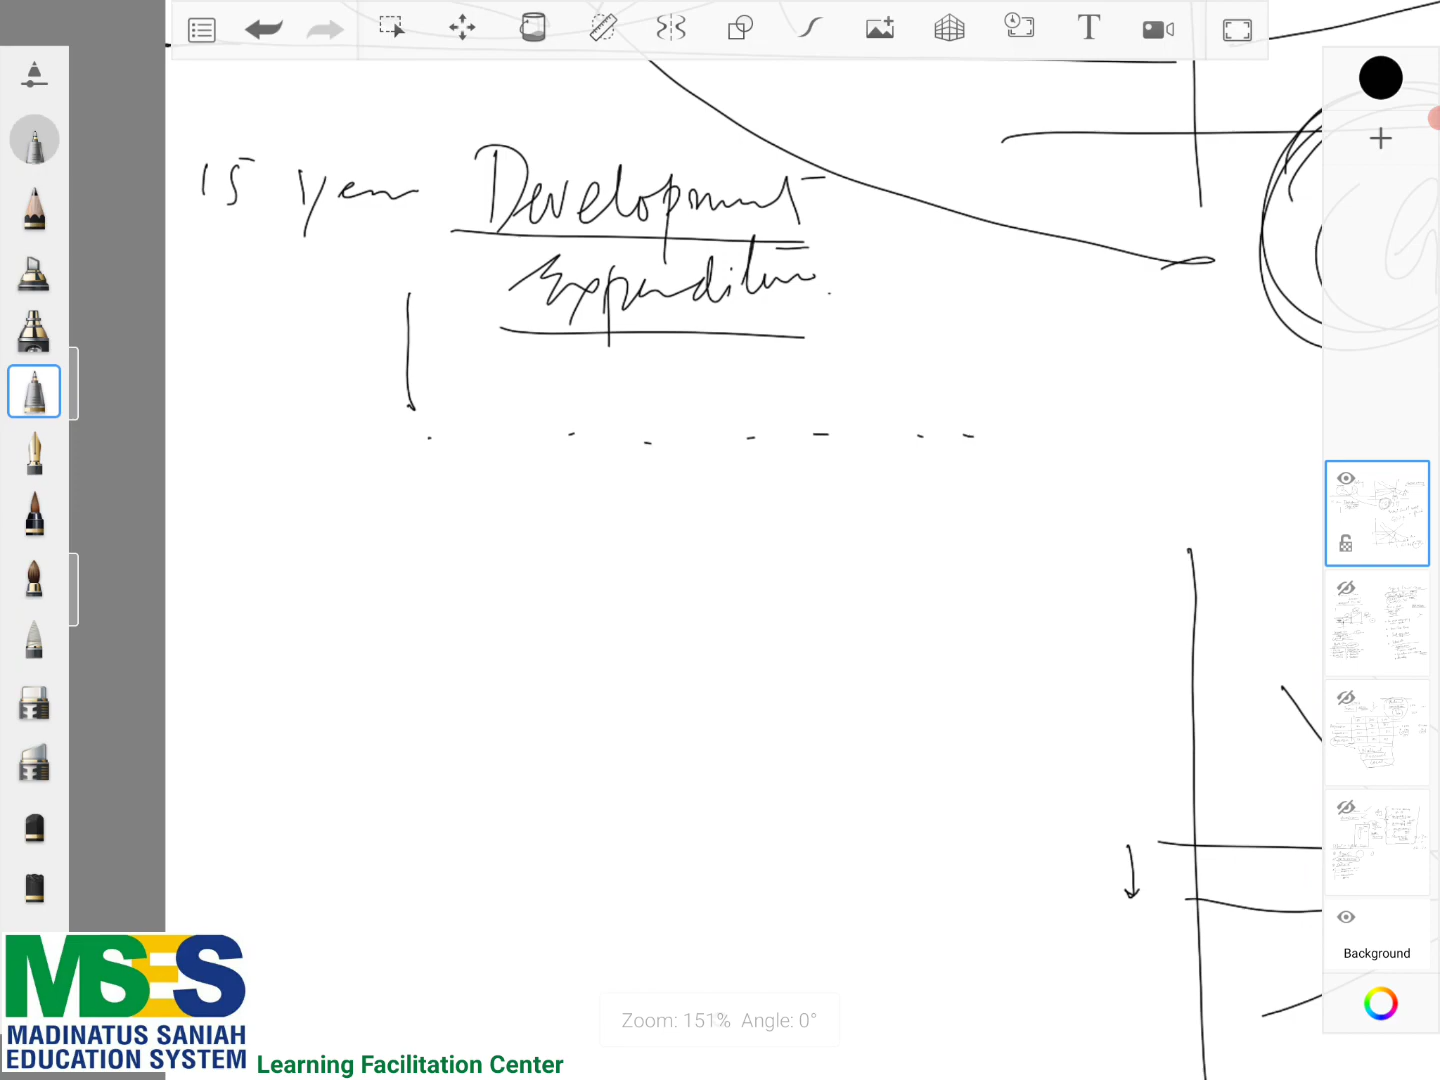 T
15 year Development
Expenditure.
Background
Zoom: 151% Angle: 0°
MSES
MADINATUS SANIAH
EDUCATION SYSTEM
Learning Facilitation Center